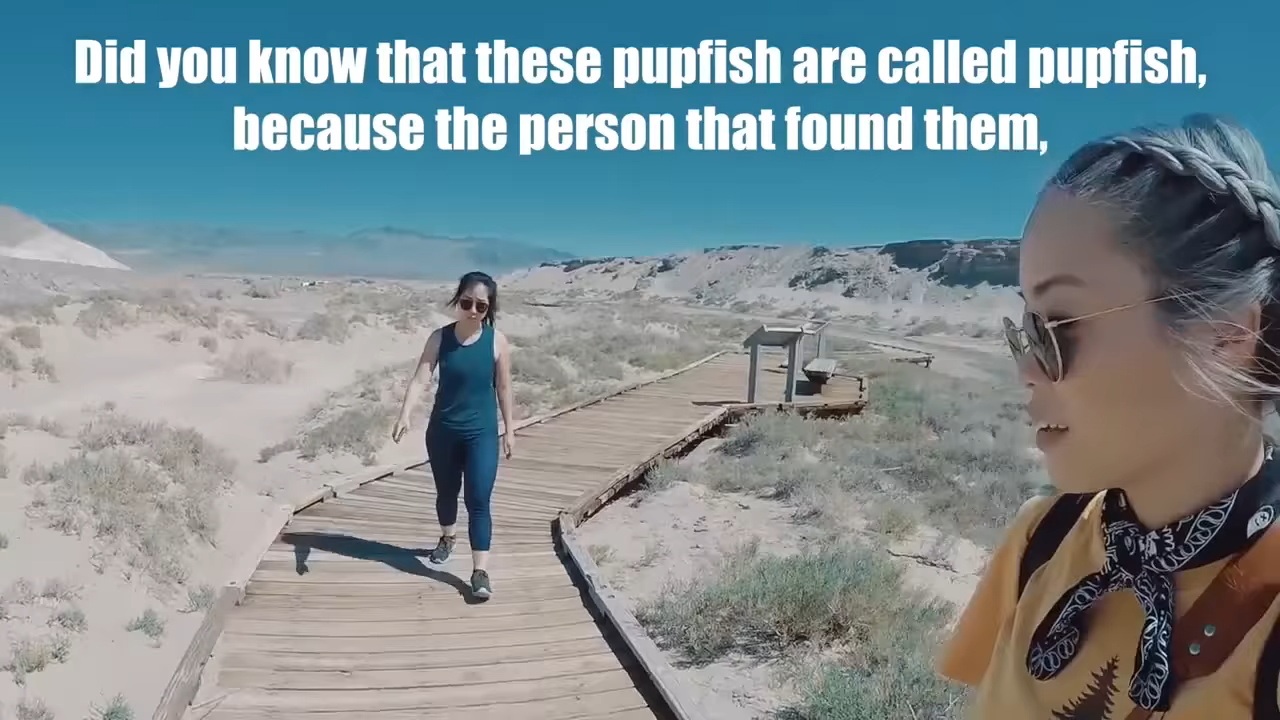 Did you know that these pupfish are called pupfish,
because the person that found them,